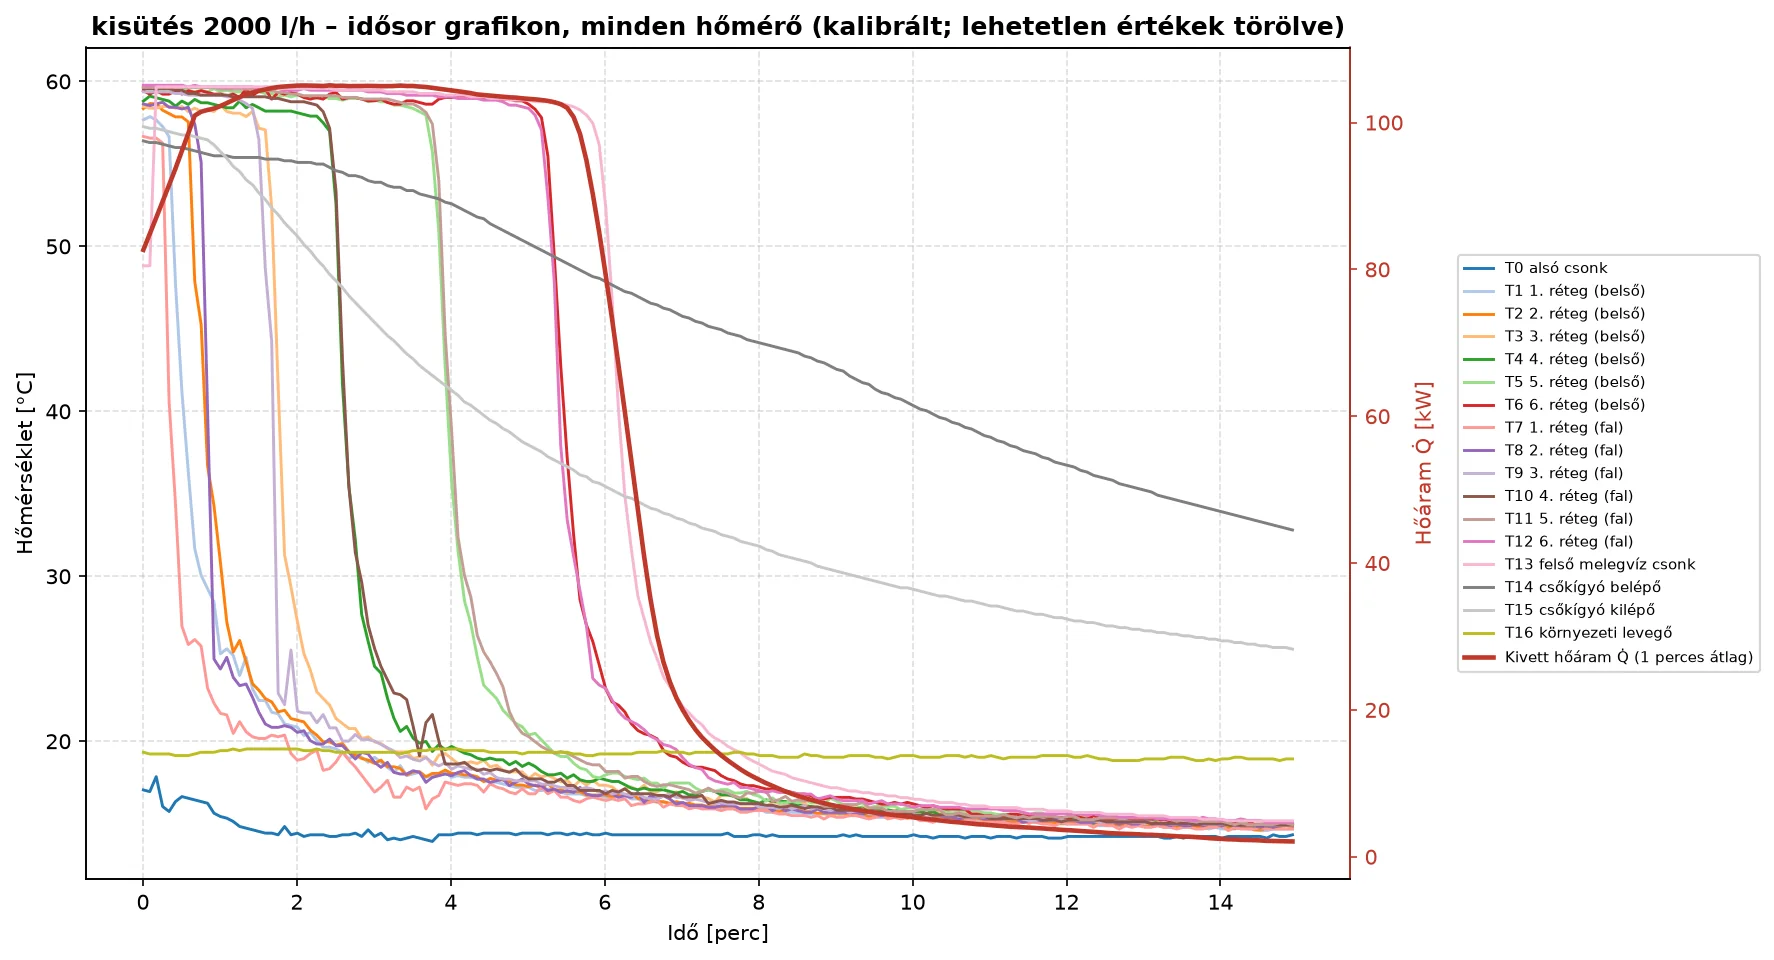 kisütés 2000 l/h – idősor grafikon, minden hőmérő (kalibrált; lehetetlen értékek törölve)
Hőmérséklet [°C]
60
50
40
30
20
0
2
4
6
8
10
12
14
Idő [perc]
100
80
60
40
20
0
Hőáram Q̇ [kW]
T0 alsó csonk
T1 1. réteg (belső)
T2 2. réteg (belső)
T3 3. réteg (belső)
T4 4. réteg (belső)
T5 5. réteg (belső)
T6 6. réteg (belső)
T7 1. réteg (fal)
T8 2. réteg (fal)
T9 3. réteg (fal)
T10 4. réteg (fal)
T11 5. réteg (fal)
T12 6. réteg (fal)
T13 felső melegvíz csonk
T14 csőkígyó belépő
T15 csőkígyó kilépő
T16 környezeti levegő
Kivett hőáram Q̇ (1 perces átlag)